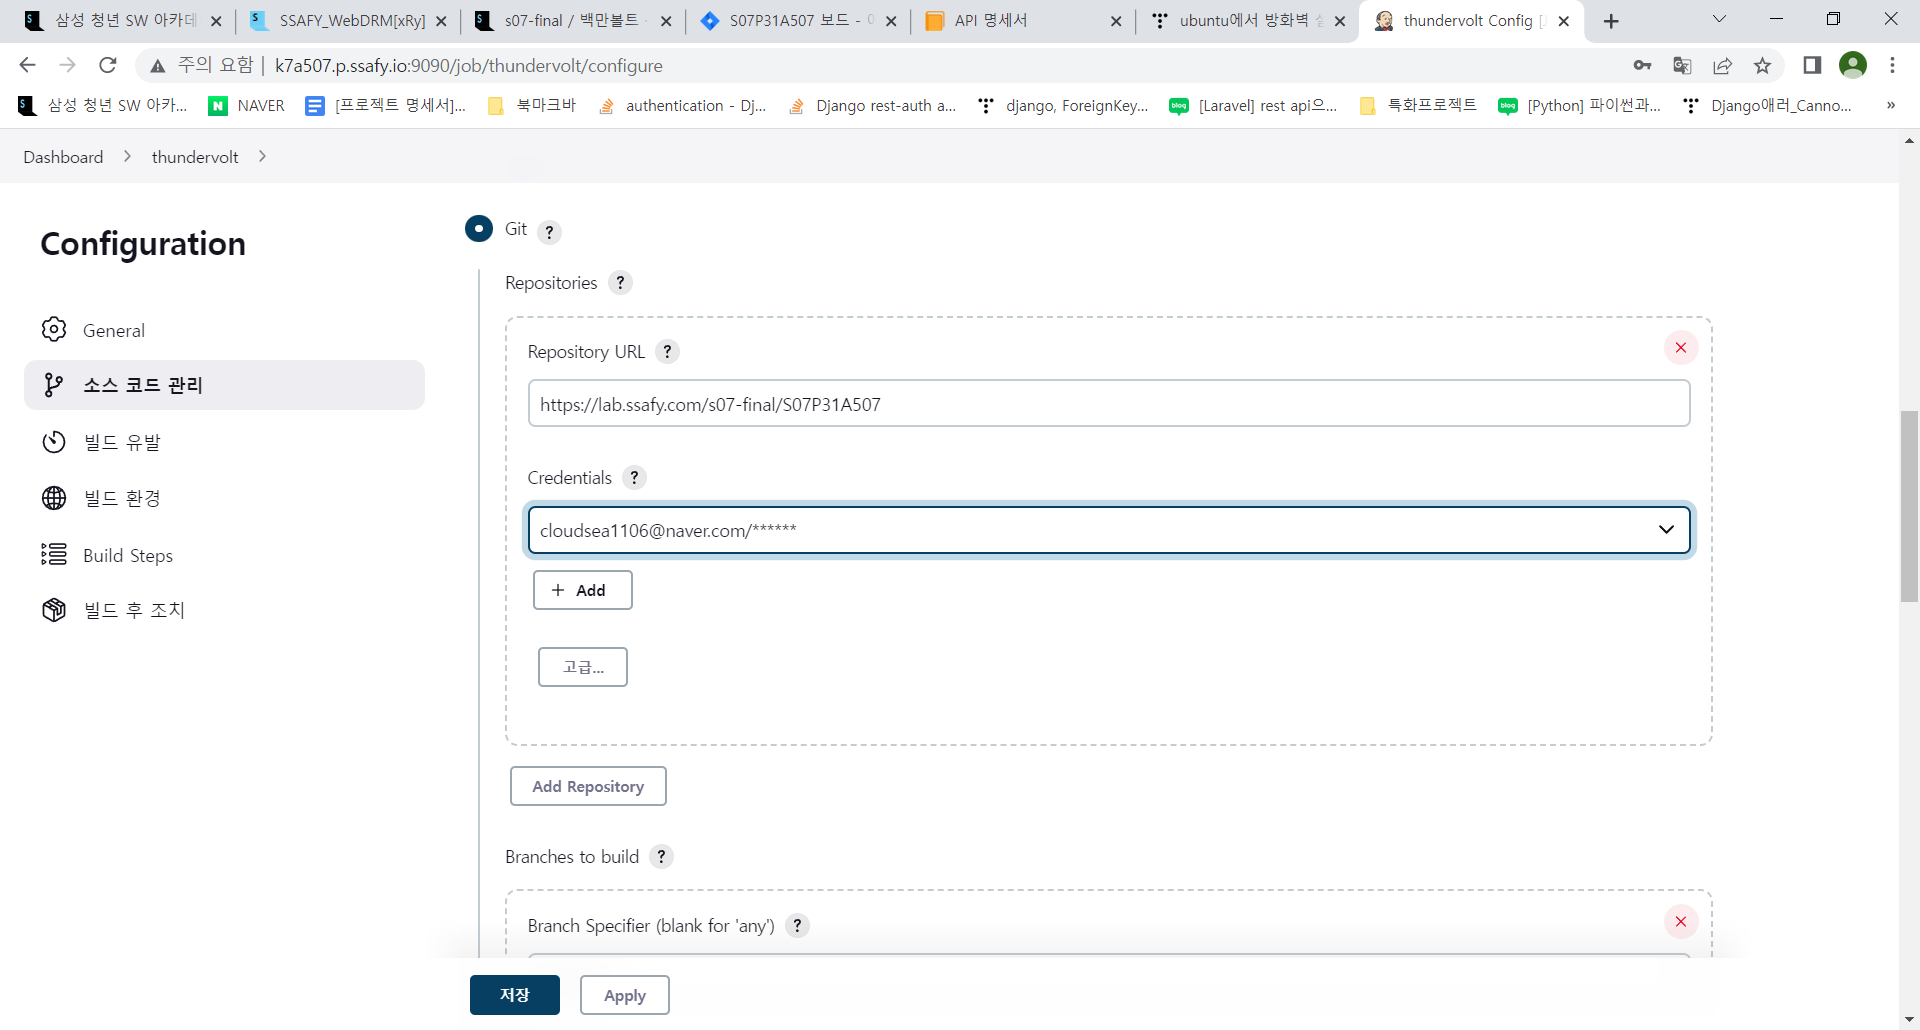 삼성 청년 SW 아카데
SSAFY_WebDRM[xRy]
s07-final / 백만볼트
S07P31A507 보드 -
API 명세서
ubuntu에서 방화벽
thundervolt Config
주의 요함 | k7a507.p.ssafy.io:9090/job/thundervolt/configure
삼성 청년 SW 아카...
NAVER
[프로젝트 명세서]...
북마크바
authentication - Dj...
Django rest-auth a...
django, ForeignKey...
[Laravel] rest api으...
특화프로젝트
[Python] 파이썬과...
Django애러_Canno...
»
Dashboard
thundervolt
Configuration
General
소스 코드 관리
빌드 유발
빌드 환경
Build Steps
빌드 후 조치
Git ?
Repositories ?
Repository URL ?
https://lab.ssafy.com/s07-final/S07P31A507
Credentials ?
cloudsea1106@naver.com/******
+ Add
고급...
Add Repository
Branches to build ?
Branch Specifier (blank for 'any') ?
저장
Apply